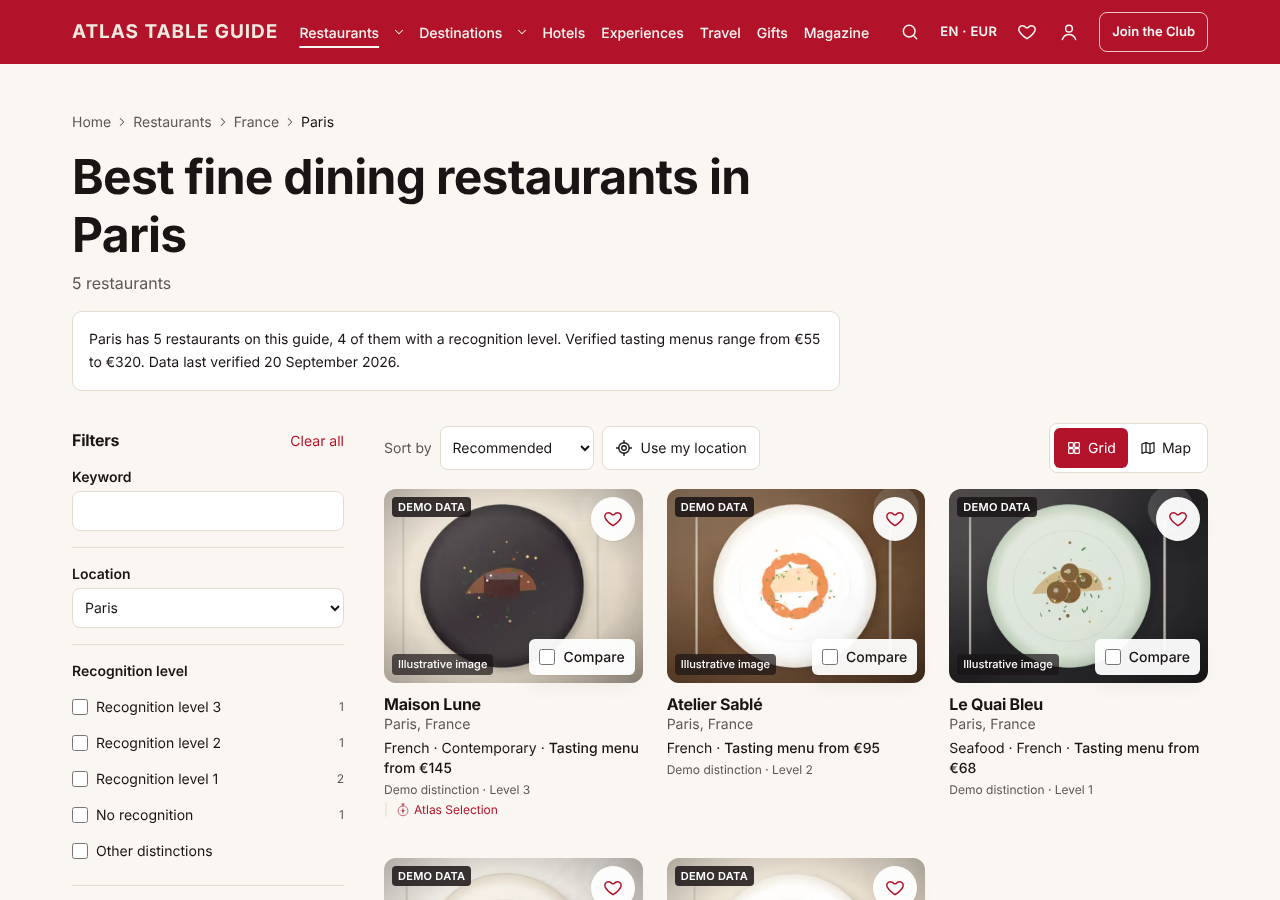 ATLAS TABLE GUIDE
Restaurants
Destinations
Hotels
Experiences
Travel
Gifts
Magazine
EN · EUR
Join the Club
Home
Restaurants
France
Paris
Best fine dining restaurants in
Paris
5 restaurants
Paris has 5 restaurants on this guide, 4 of them with a recognition level. Verified tasting menus range from €55
to €320. Data last verified 20 September 2026.
Filters
Clear all
Keyword
Location
Paris
Recognition level
Recognition level 3 1
Recognition level 2 1
Recognition level 1 2
No recognition 1
Other distinctions
Sort by
Recommended
Use my location
Grid
Map
DEMO DATA
Illustrative image
Compare
Maison Lune
Paris, France
French · Contemporary · Tasting menu
from €145
Demo distinction · Level 3
Atlas Selection
DEMO DATA
Illustrative image
Compare
Atelier Sablé
Paris, France
French · Tasting menu from €95
Demo distinction · Level 2
DEMO DATA
Illustrative image
Compare
Le Quai Bleu
Paris, France
Seafood · French · Tasting menu from
€68
Demo distinction · Level 1
DEMO DATA
DEMO DATA